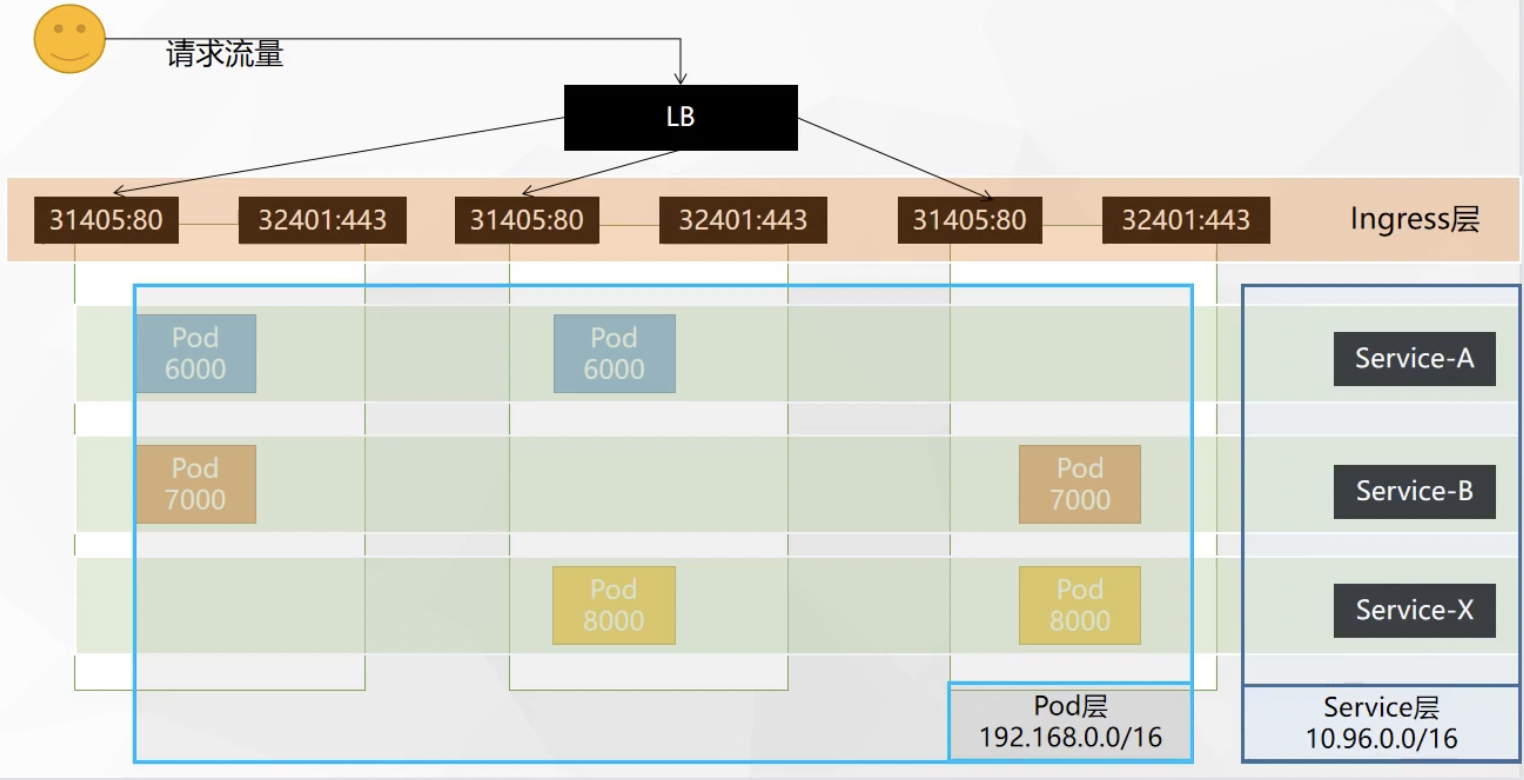 请求流量
LB
31405:80
32401:443
31405:80
32401:443
31405:80
32401:443
Ingress层
Pod
6000
Pod
6000
Service-A
Pod
7000
Pod
7000
Service-B
Pod
8000
Pod
8000
Service-X
Pod层
192.168.0.0/16
Service层
10.96.0.0/16